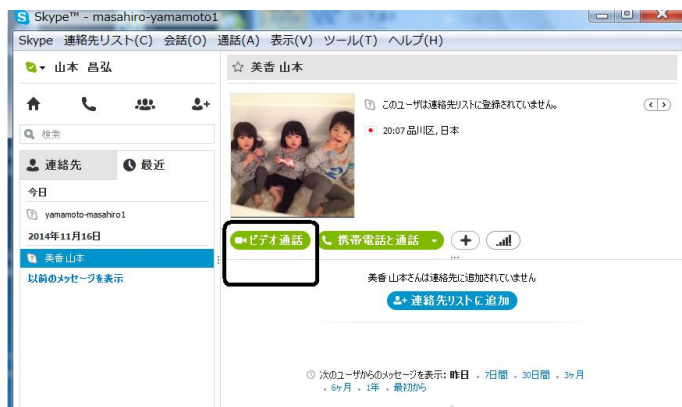 Skype™ - masahiro-yamamoto1
Skype 連絡先リスト(C) 会話(O) 通話(A) 表示(V) ツール(T) ヘルプ(H)
山本 昌弘
検索
連絡先 最近
今日
yamamoto-masahiro1
2014年11月16日
美香 山本
以前のメッセージを表示
美香 山本
このユーザは連絡先リストに登録されていません。
20:07 品川区, 日本
ビデオ通話 携帯電話と通話
美香 山本さんは連絡先に追加されていません
連絡先リストに追加
次のユーザからのメッセージを表示: 昨日 . 7日間 . 30日間 . 3ヶ月
. 6ヶ月 . 1年 . 最初から